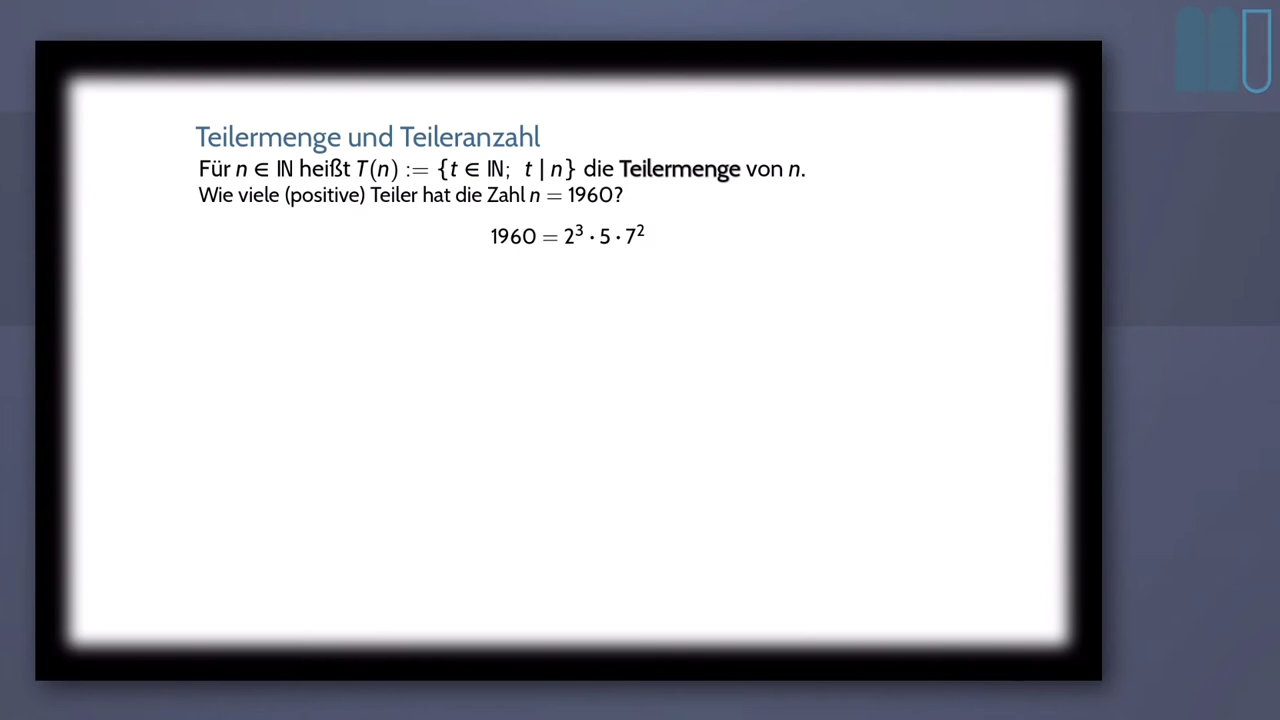 Teilermenge und Teileranzahl
Für n ∈ ℕ heißt T(n) := {t ∈ ℕ; t | n} die Teilermenge von n.
Wie viele (positive) Teiler hat die Zahl n = 1960?
1960 = 2³ · 5 · 7²